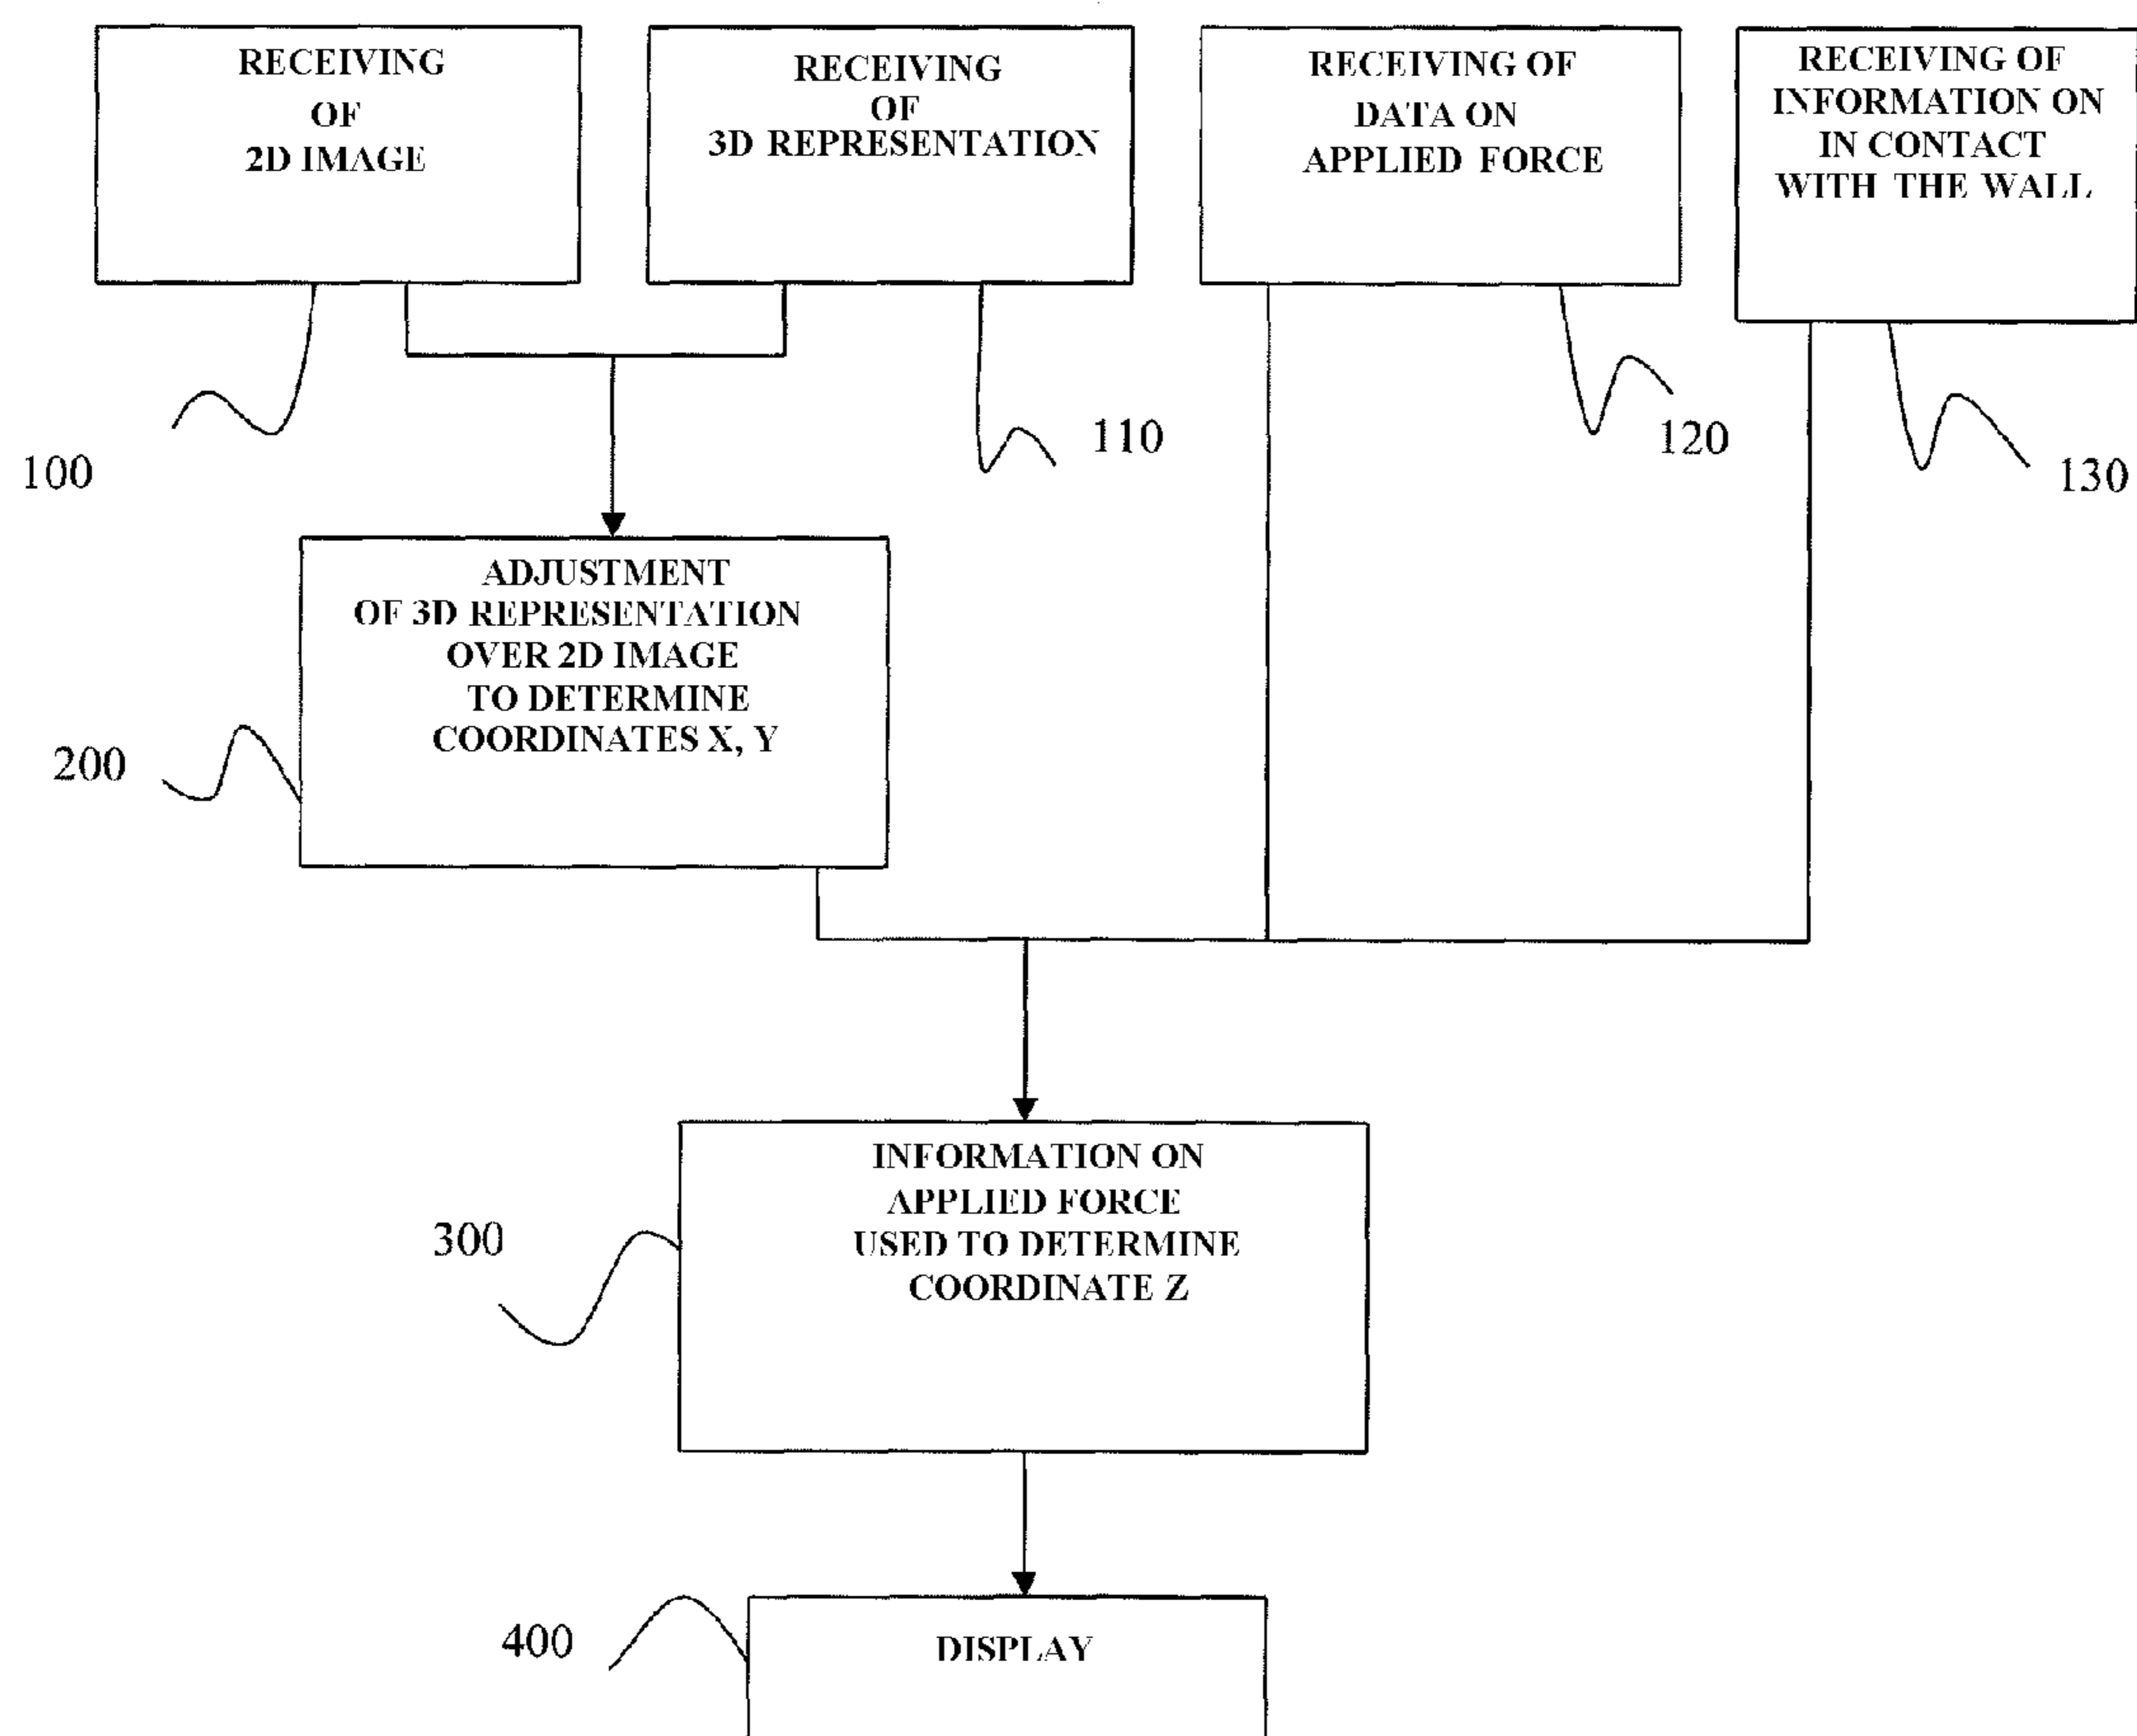 RECEIVING
OF
2D IMAGE
RECEIVING
OF
3D REPRESENTATION
RECEIVING OF
DATA ON
APPLIED FORCE
RECEIVING OF
INFORMATION ON
IN CONTACT
WITH THE WALL
100
110
120
130
ADJUSTMENT
OF 3D REPRESENTATION
OVER 2D IMAGE
TO DETERMINE
COORDINATES X, Y
200
INFORMATION ON
APPLIED FORCE
USED TO DETERMINE
COORDINATE Z
300
400
DISPLAY